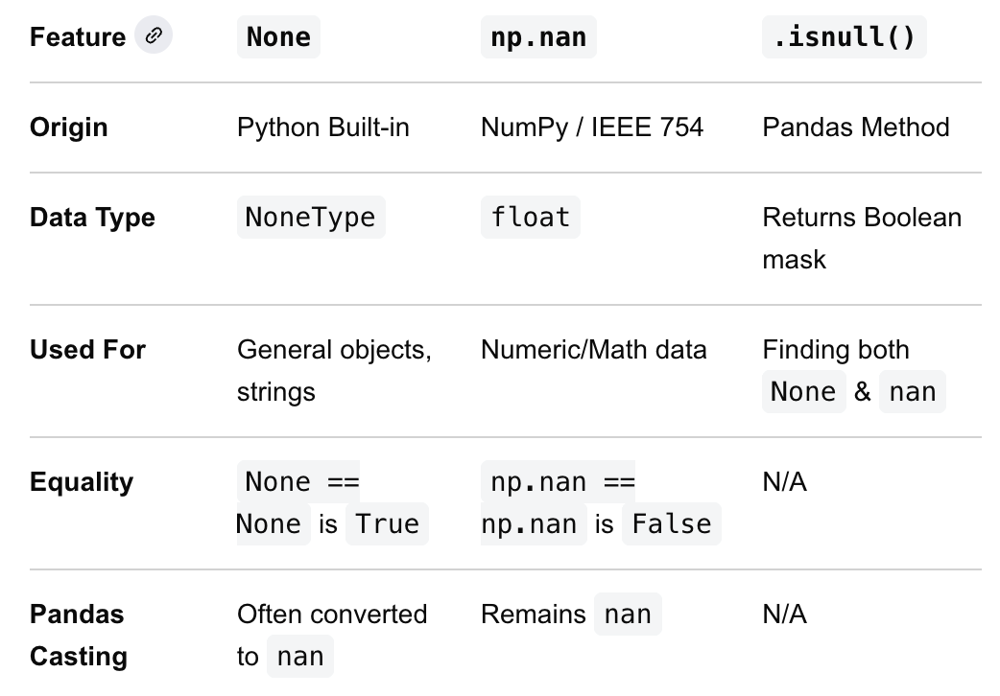 Feature None np.nan .isnull()
Origin Python Built-in NumPy / IEEE 754 Pandas Method
Data Type NoneType float Returns Boolean
mask
Used For General objects, Numeric/Math data Finding both
strings None & nan
Equality None == np.nan == N/A
None is True np.nan is False
Pandas Often converted Remains nan N/A
Casting to nan